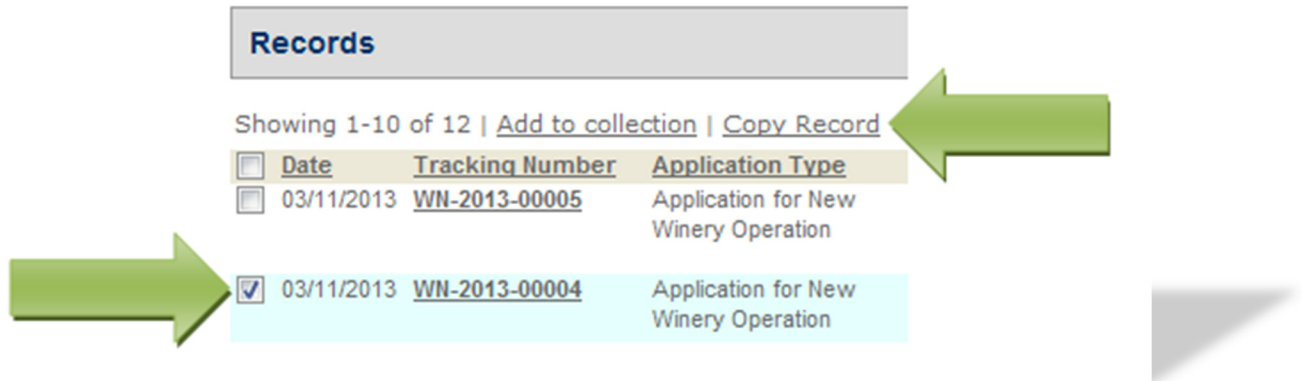 Records
Showing 1-10 of 12 | Add to collection | Copy Record
Date Tracking Number Application Type
03/11/2013 WN-2013-00005 Application for New
Winery Operation
03/11/2013 WN-2013-00004 Application for New
Winery Operation